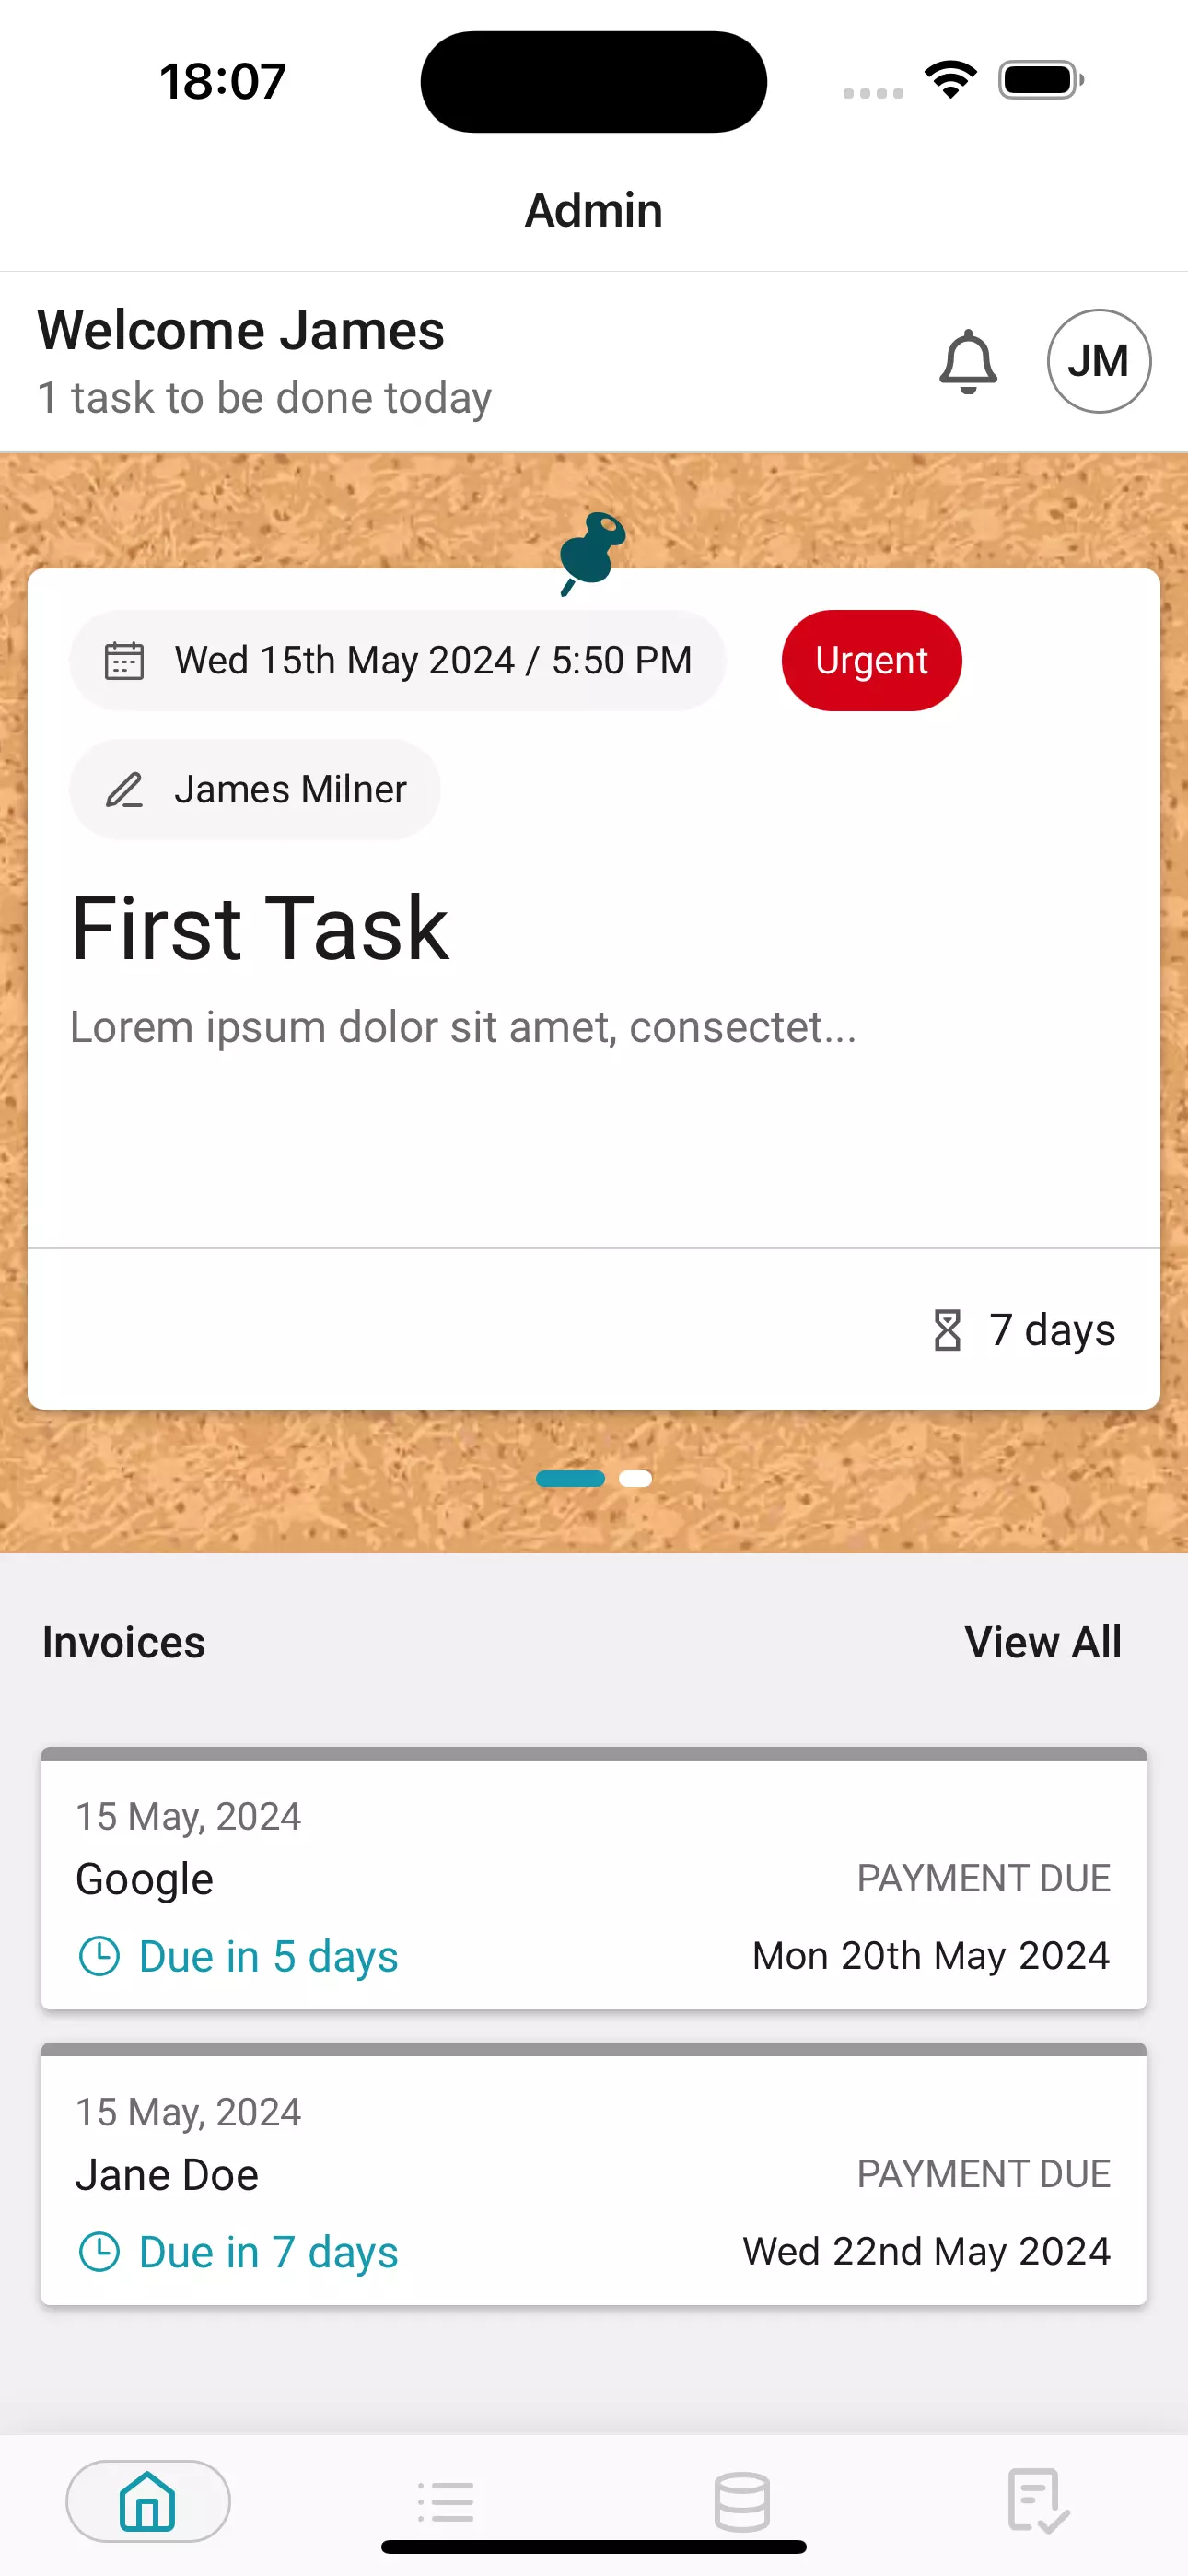 18:07
Admin
Welcome James
1 task to be done today
JM
Wed 15th May 2024 / 5:50 PM
Urgent
James Milner
First Task
Lorem ipsum dolor sit amet, consectet...
7 days
Invoices
View All
15 May, 2024
Google
PAYMENT DUE
Due in 5 days
Mon 20th May 2024
15 May, 2024
Jane Doe
PAYMENT DUE
Due in 7 days
Wed 22nd May 2024